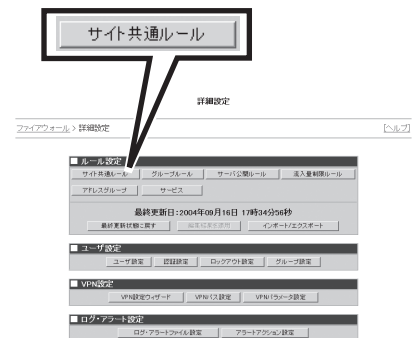 サイト共通ルール
詳細設定
ファイアウォール > 詳細設定 [ヘルプ]
■ ルール設定
サイト共通ルール グループルール サーバ公開ルール 流入量制限ルール
アドレスグループ サービス
最終更新日:2004年09月16日 17時34分56秒
最終更新状態に戻す 編集結果を適用 インポート/エクスポート
■ ユーザ設定
ユーザ設定 認証設定 ロックアウト設定 グループ設定
■ VPN設定
VPN設定ウィザード VPNパス設定 VPNパラメータ設定
■ ログ・アラート設定
ログ・アラートファイル設定 アラートアクション設定